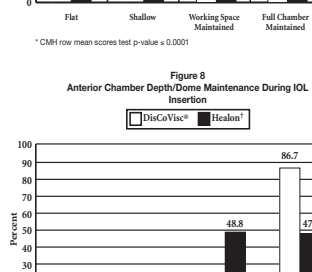 0
Flat Shallow Working Space Maintained Full Chamber Maintained
* CMH row mean scores test p-value ≤ 0.0001
Figure 8
Anterior Chamber Depth/Dome Maintenance During IOL
Insertion
DisCoVisc® Healon†
100
90
86.7
80
70
60
50
48.8
47
40
30
Percent